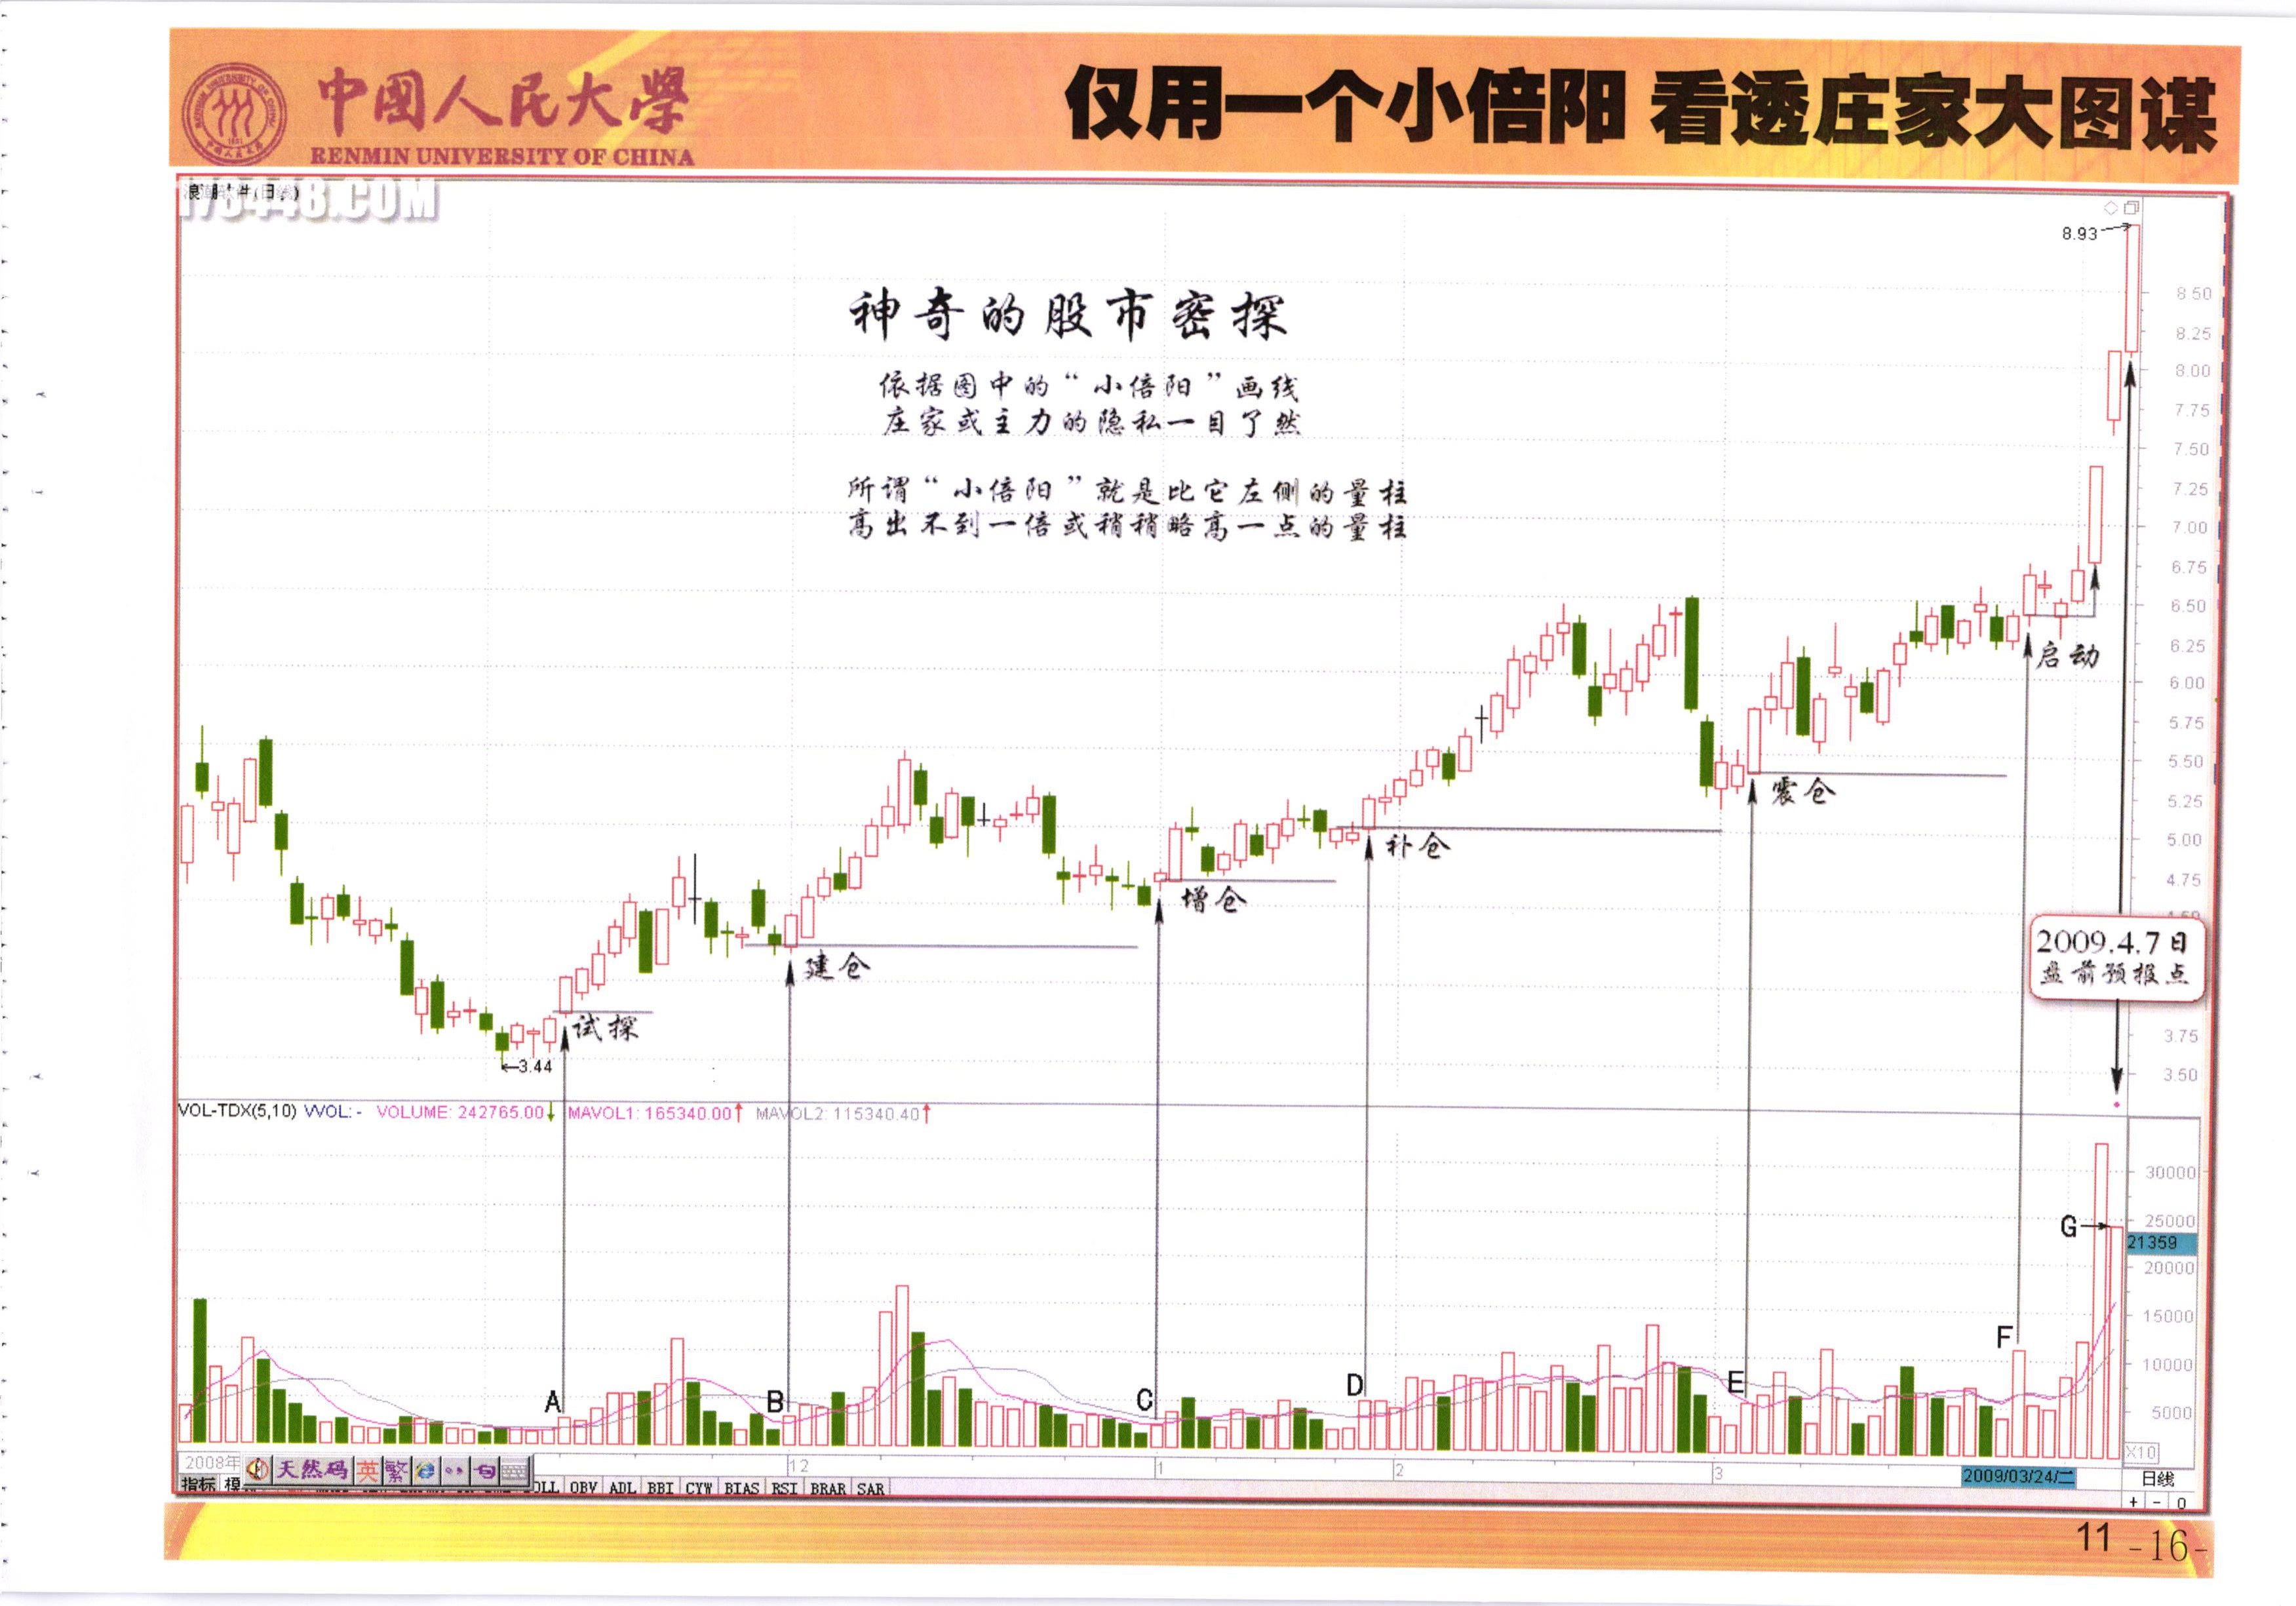 中國人民大學
RENMIN UNIVERSITY OF CHINA
仅用一个小倍阳 看透庄家大图谋
浪潮软件(日线)
178448.COM
8.93
神奇的股市密探
依据图中的“小倍阳”画线
庄家或主力的隐私一目了然
所谓“小倍阳”就是比它左侧的量柱
高出不到一倍或稍稍略高一点的量柱
8.50
8.25
8.00
7.75
7.50
7.25
7.00
6.75
6.50
6.25
6.00
5.75
5.50
5.25
5.00
4.75
4.50
3.75
3.50
启动
震仓
补仓
增仓
建仓
试探
3.44
2009.4.7日
盘前预报点
VOL-TDX(5,10) VVOL: - VOLUME: 242765.00↓ MAVOL1: 165340.00↑ MAVOL2: 115340.40↑
A
B
C
D
E
F
G
30000
25000
21359
20000
15000
10000
5000
X10
2008年
12
1
2
3
2009/03/24/二
日线
天然码 英 繁
指标 模
OLL OBV ADL BBI CYW BIAS RSI BRAR SAR
+ - 0
11 -16-